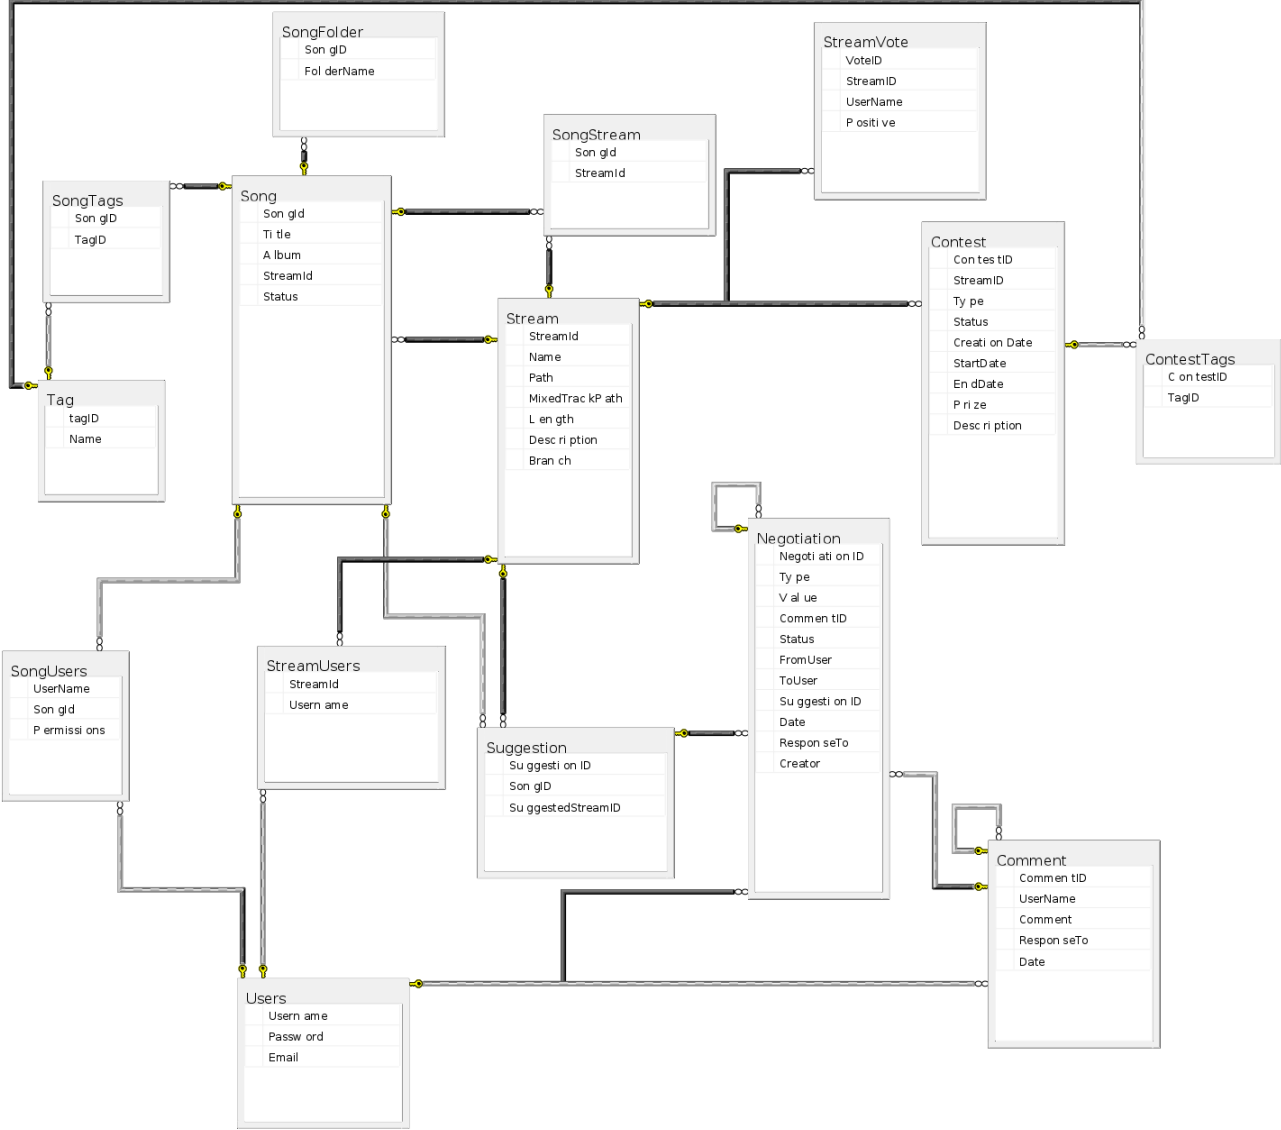 SongFolder
SongID
FolderName
StreamVote
VoteID
StreamID
UserName
Positive
SongStream
SongId
StreamId
SongTags
SongID
TagID
Song
SongId
Title
Album
StreamId
Status
Contest
ContestID
StreamID
Type
Status
CreationDate
StartDate
EndDate
Prize
Description
Stream
StreamId
Name
Path
MixedTrackPath
Length
Description
Branch
ContestTags
ContestID
TagID
Tag
tagID
Name
Negotiation
NegotiationID
Type
Value
CommentID
Status
FromUser
ToUser
SuggestionID
Date
ResponseTo
Creator
SongUsers
UserName
SongId
Permissions
StreamUsers
StreamId
Username
Suggestion
SuggestionID
SongID
SuggestedStreamID
Comment
CommentID
UserName
Comment
ResponseTo
Date
Users
Username
Password
Email